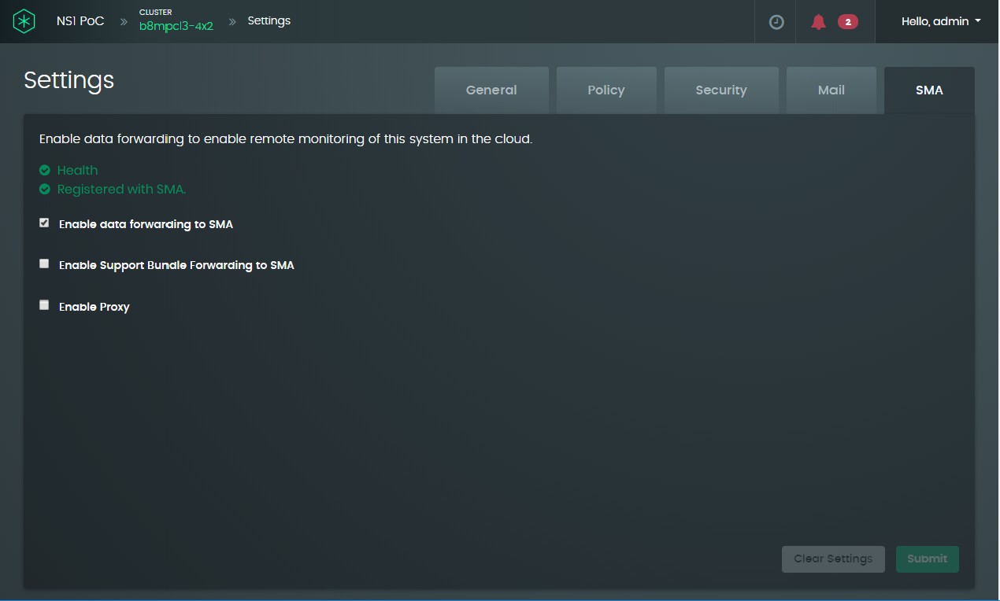 NS1 PoC » CLUSTER b8mpcl3-4x2 » Settings
2
Hello, admin
Settings
General Policy Security Mail SMA
Enable data forwarding to enable remote monitoring of this system in the cloud.
Health
Registered with SMA.
Enable data forwarding to SMA
Enable Support Bundle Forwarding to SMA
Enable Proxy
Clear Settings Submit